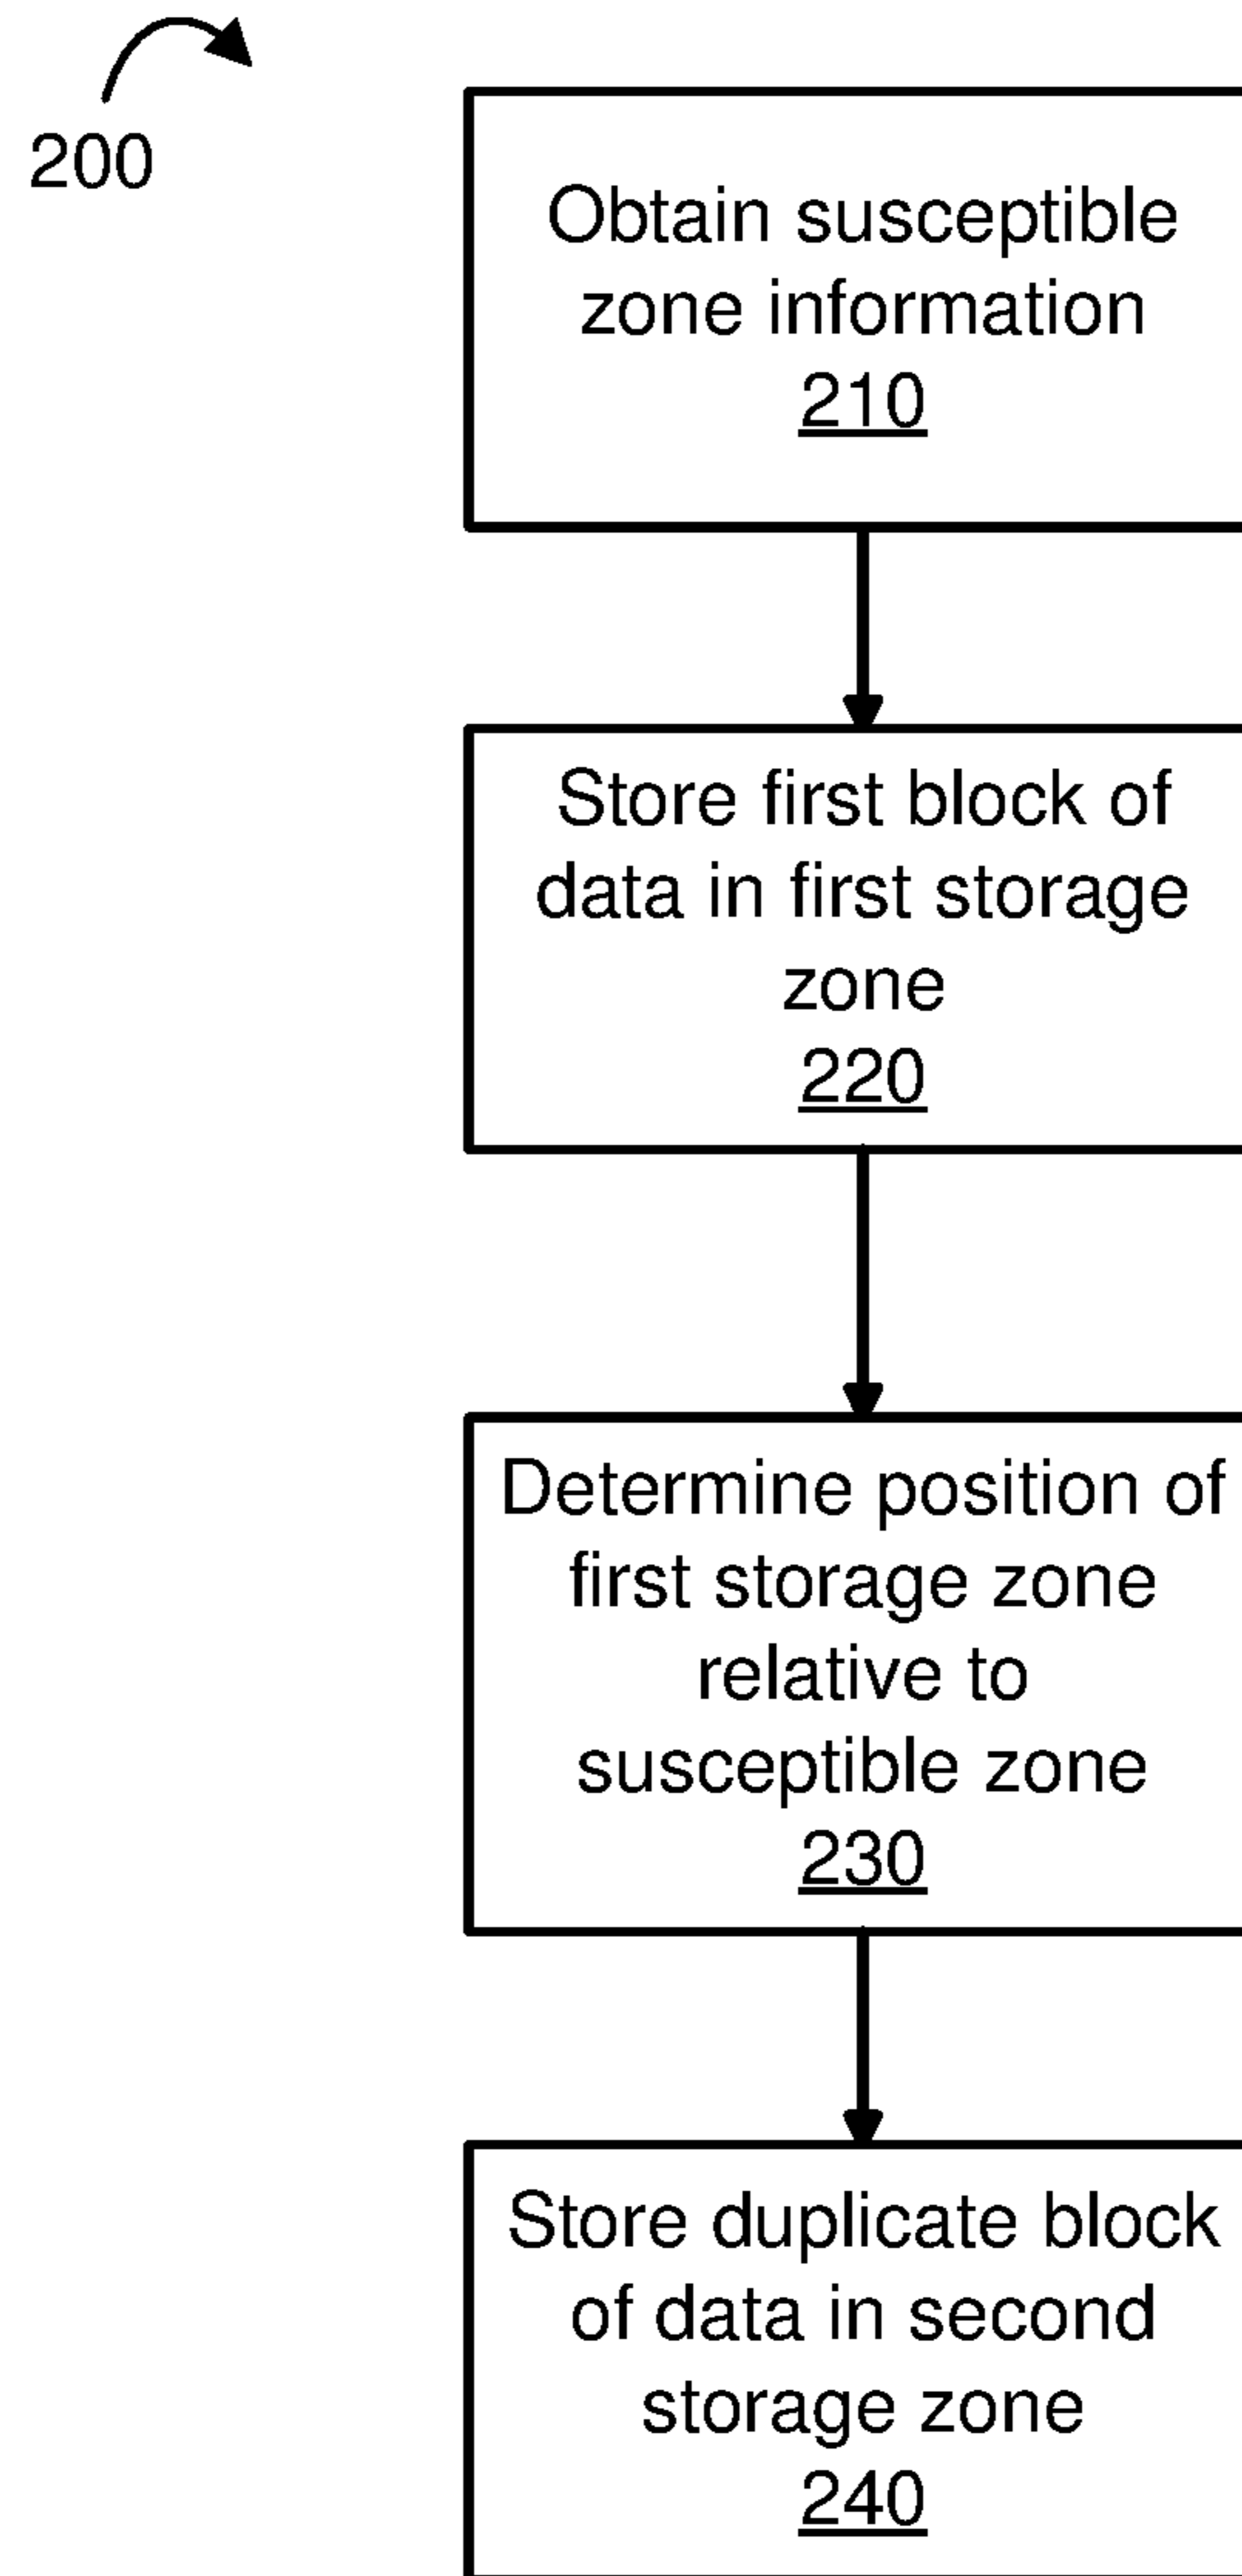 200
Obtain susceptible
zone information
210
Store first block of
data in first storage
zone
220
Determine position of
first storage zone
relative to
susceptible zone
230
Store duplicate block
of data in second
storage zone
240